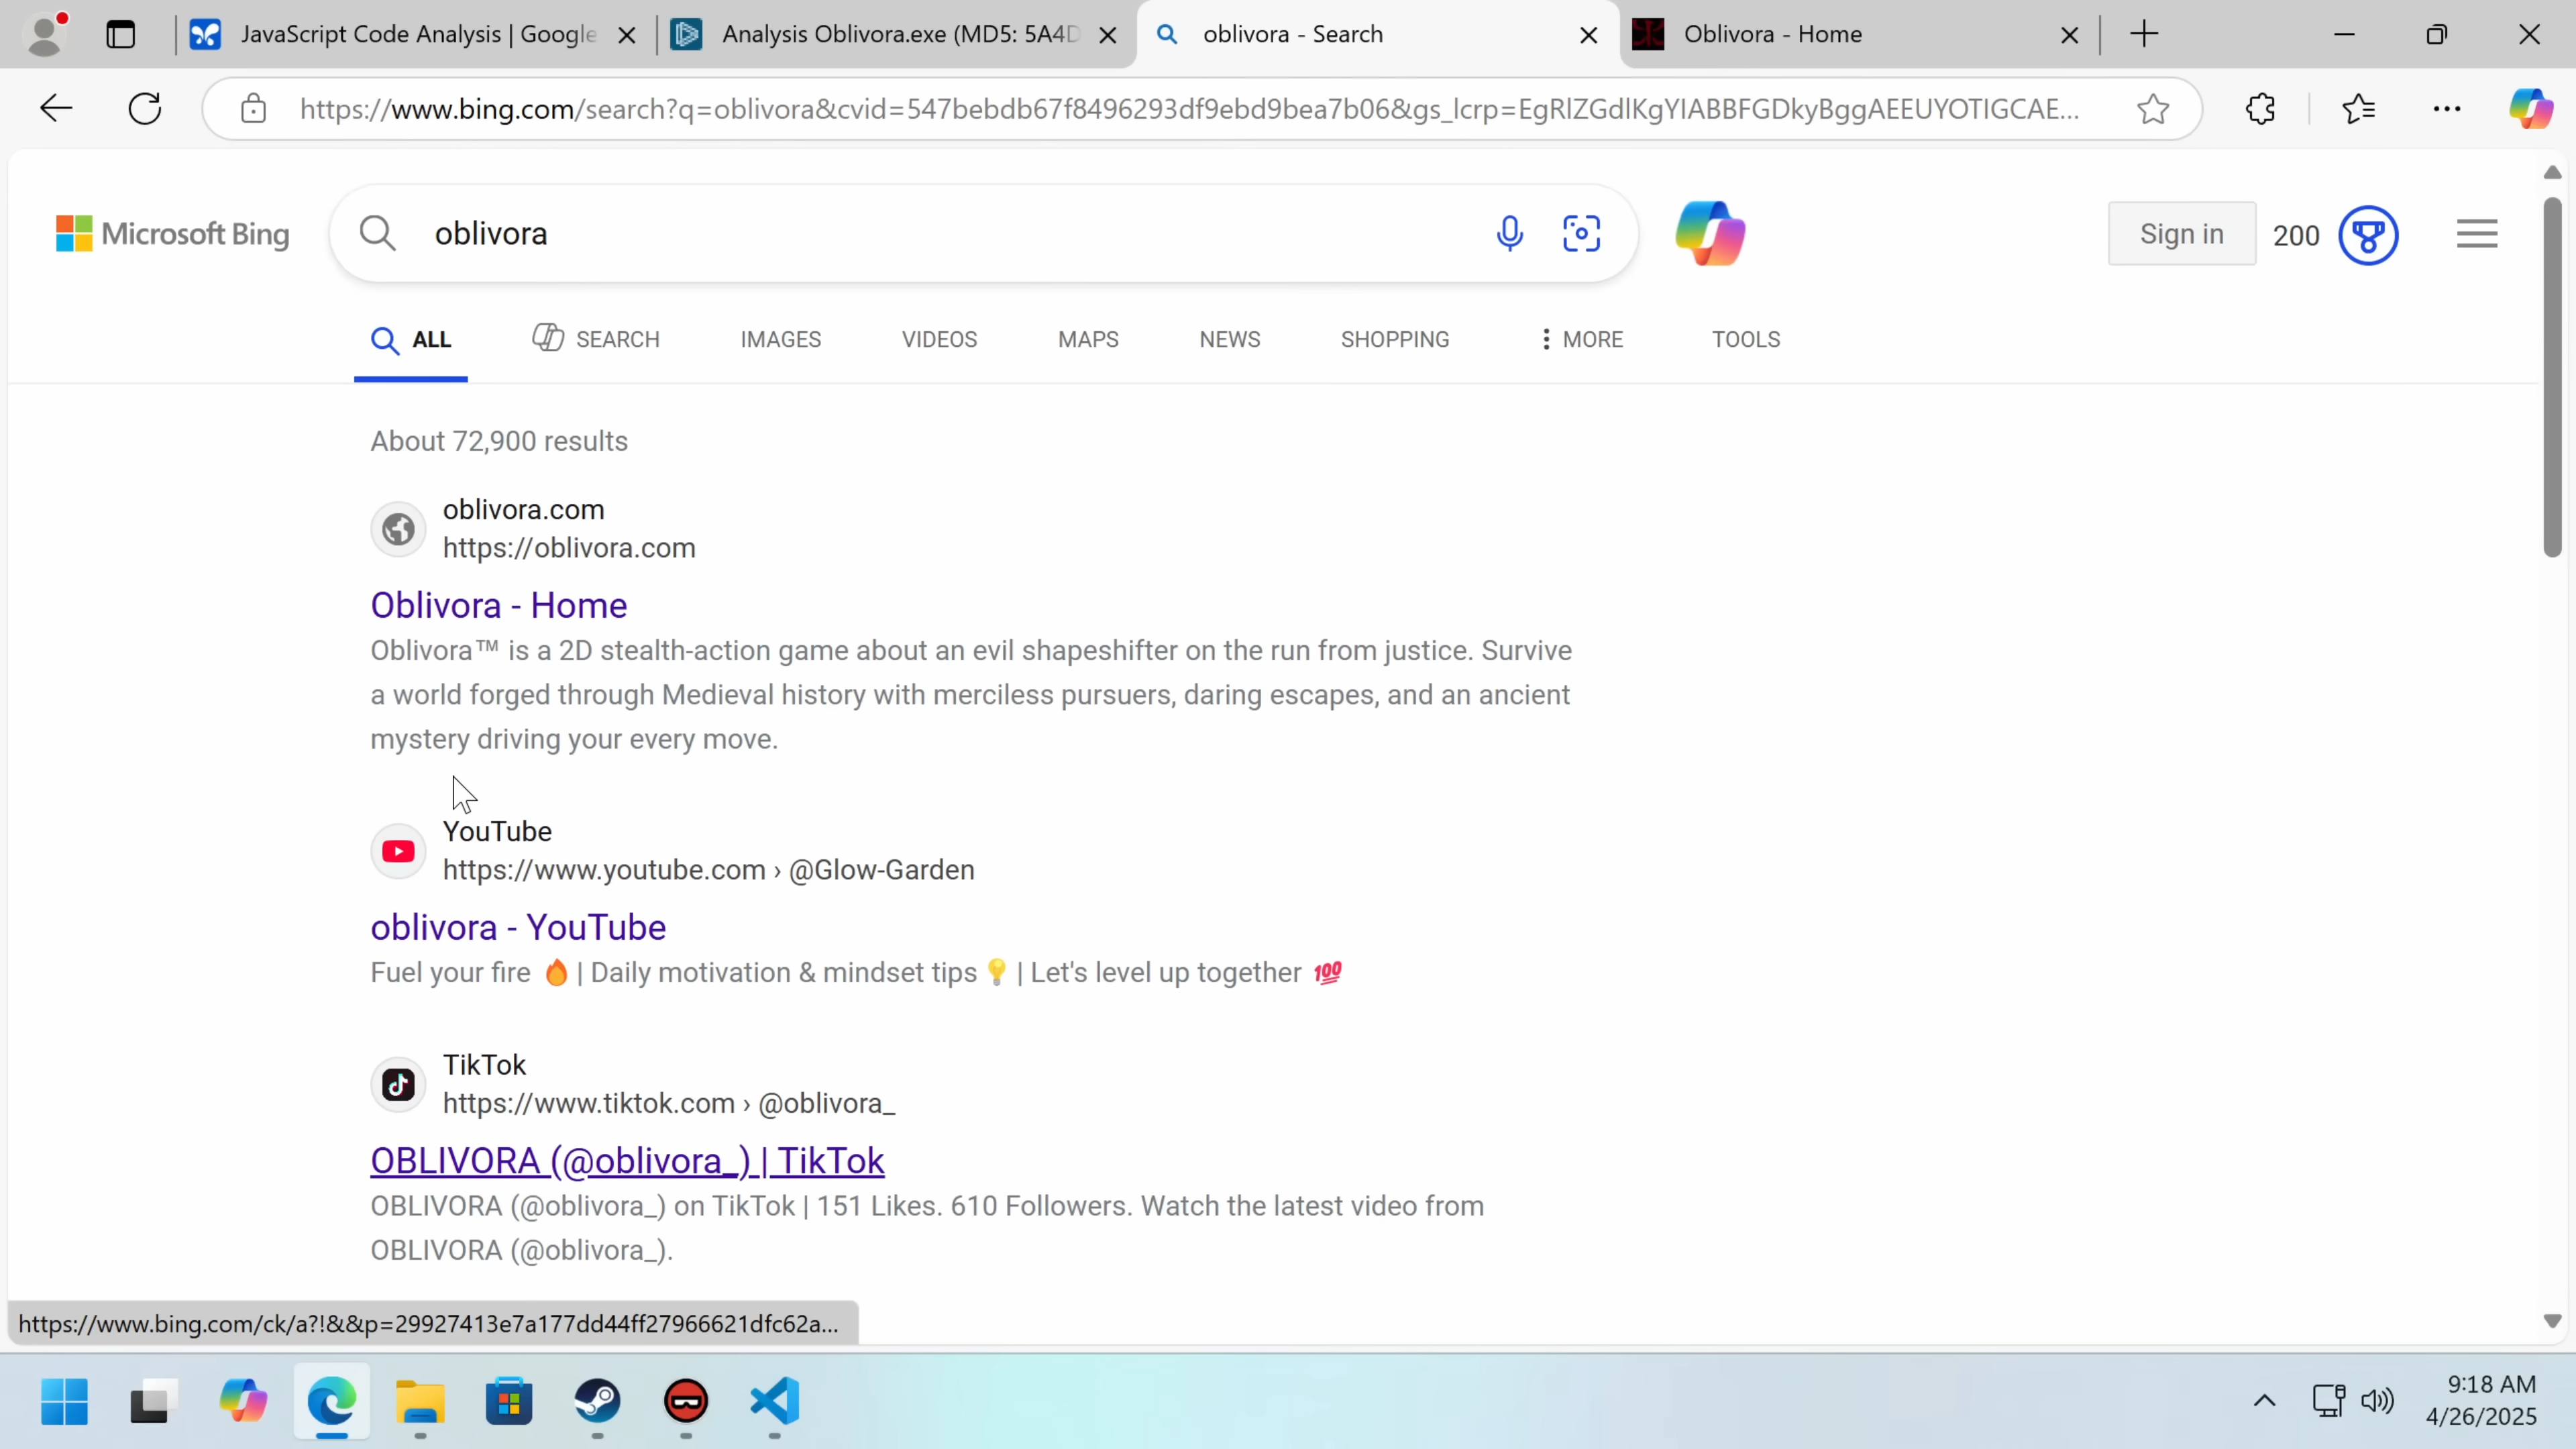 JavaScript Code Analysis | Google
Analysis Oblivora.exe (MD5: 5A4D
oblivora - Search
Oblivora - Home
https://www.bing.com/search?q=oblivora&cvid=547bebdb67f8496293df9ebd9bea7b06&gs_lcrp=EgRlZGdlKgYIABBFGDkyBggAEEUYOTIGCAE...
Microsoft Bing
oblivora
Sign in
200
ALL
SEARCH
IMAGES
VIDEOS
MAPS
NEWS
SHOPPING
MORE
TOOLS
About 72,900 results
oblivora.com
https://oblivora.com
Oblivora - Home
Oblivora™ is a 2D stealth-action game about an evil shapeshifter on the run from justice. Survive
a world forged through Medieval history with merciless pursuers, daring escapes, and an ancient
mystery driving your every move.
YouTube
https://www.youtube.com › @Glow-Garden
oblivora - YouTube
Fuel your fire 🔥 | Daily motivation & mindset tips 💡 | Let's level up together 💯
TikTok
https://www.tiktok.com › @oblivora_
OBLIVORA (@oblivora_) | TikTok
OBLIVORA (@oblivora_) on TikTok | 151 Likes. 610 Followers. Watch the latest video from
OBLIVORA (@oblivora_).
https://www.bing.com/ck/a?!&&p=29927413e7a177dd44ff27966621dfc62a...
9:18 AM
4/26/2025